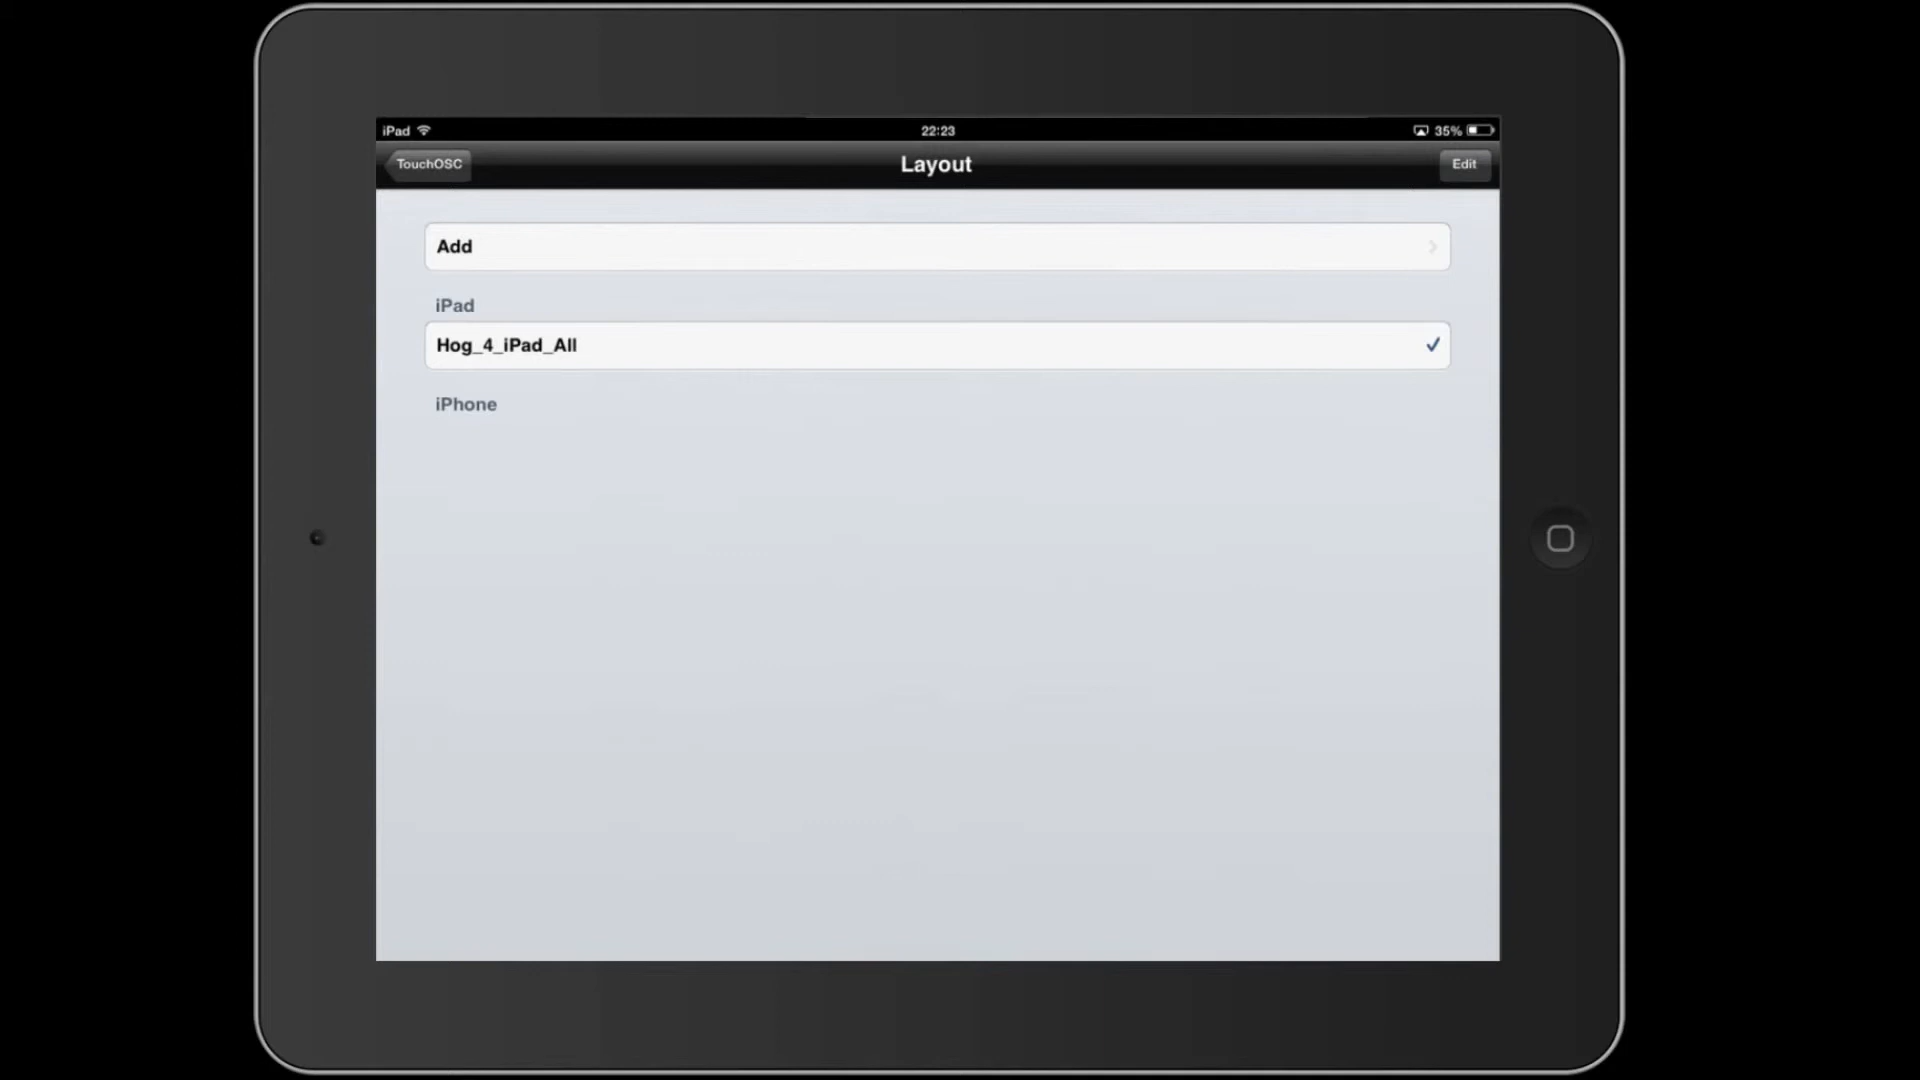 iPad 22:23 35%
TouchOSC Layout Edit
Add
iPad
Hog_4_iPad_All
iPhone